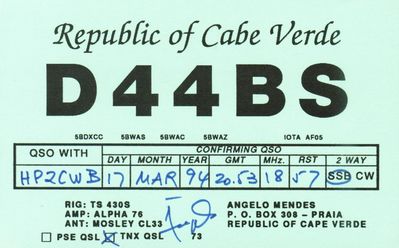 Republic of Cabe Verde
D44BS
5BDXCC 5BWAS 5BWAC 5BWAZ IOTA AF05
CONFIRMING QSO
QSO WITH DAY MONTH YEAR GMT MHz. RST 2 WAY
HP2CWB 17 MAR 94 20.53 18 57 SSB CW
RIG: TS 430S
AMP: ALPHA 76
ANT: MOSLEY CL33
PSE QSL TNX QSL 73
ANGELO MENDES
P. O. BOX 308 - PRAIA
REPUBLIC OF CAPE VERDE